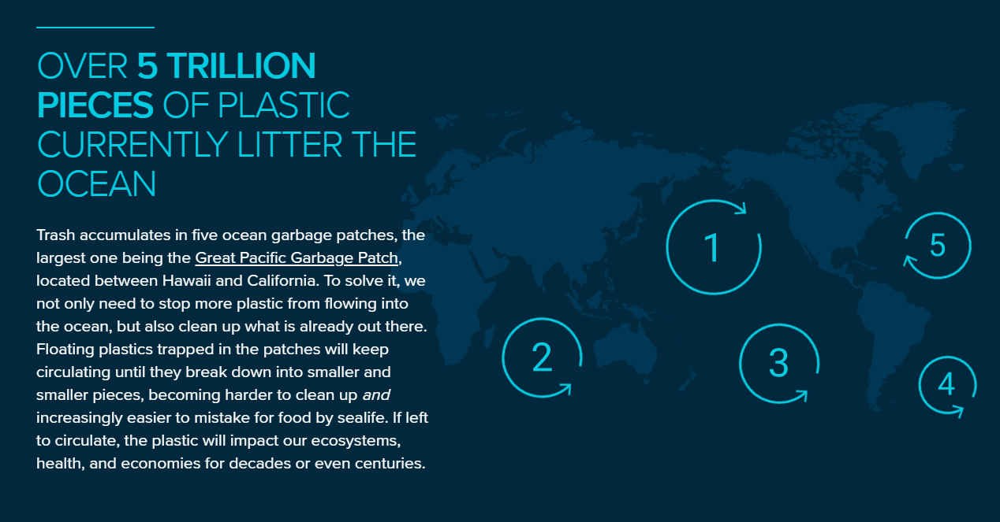 OVER 5 TRILLION
PIECES OF PLASTIC
CURRENTLY LITTER THE
OCEAN
Trash accumulates in five ocean garbage patches, the
largest one being the Great Pacific Garbage Patch,
located between Hawaii and California. To solve it, we
not only need to stop more plastic from flowing into
the ocean, but also clean up what is already out there.
Floating plastics trapped in the patches will keep
circulating until they break down into smaller and
smaller pieces, becoming harder to clean up and
increasingly easier to mistake for food by sealife. If left
to circulate, the plastic will impact our ecosystems,
health, and economies for decades or even centuries.
1
2
3
4
5